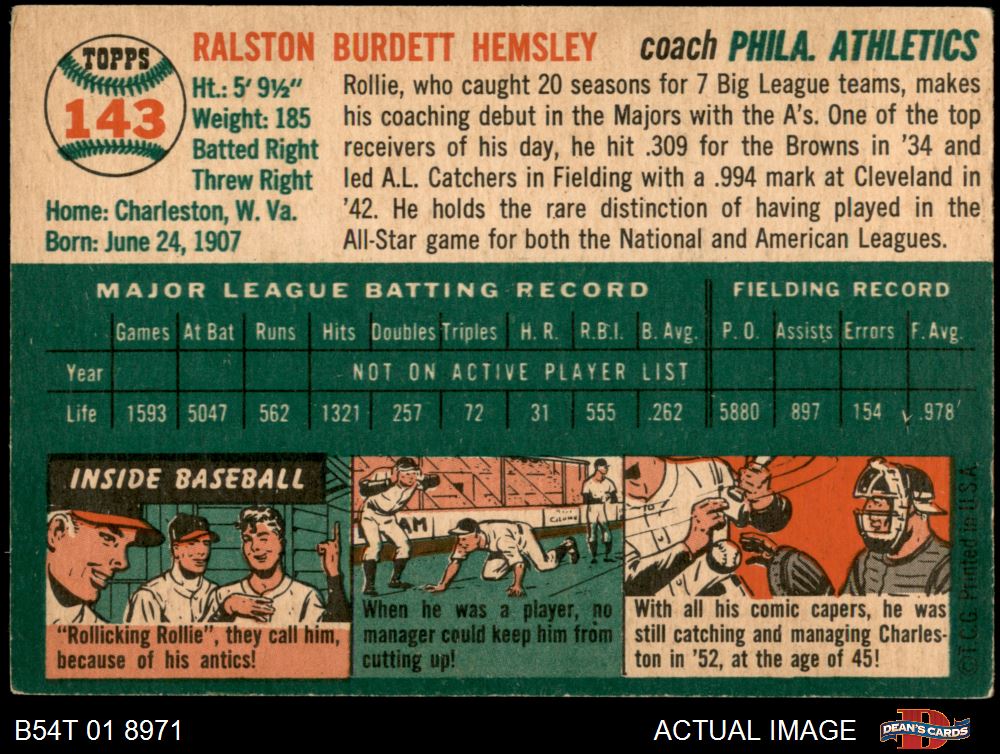 TOPPS
143
RALSTON BURDETT HEMSLEY coach PHILA. ATHLETICS
Ht.: 5' 9½"
Weight: 185
Batted Right
Threw Right
Home: Charleston, W. Va.
Born: June 24, 1907
Rollie, who caught 20 seasons for 7 Big League teams, makes
his coaching debut in the Majors with the A's. One of the top
receivers of his day, he hit .309 for the Browns in '34 and
led A.L. Catchers in Fielding with a .994 mark at Cleveland in
'42. He holds the rare distinction of having played in the
All-Star game for both the National and American Leagues.
MAJOR LEAGUE BATTING RECORD FIELDING RECORD
Games At Bat Runs Hits Doubles Triples H. R. R.B.I. B. Avg. P. O. Assists Errors F. Avg.
Year NOT ON ACTIVE PLAYER LIST
Life 1593 5047 562 1321 257 72 31 555 .262 5880 897 154 .978
INSIDE BASEBALL
"Rollicking Rollie", they call him,
because of his antics!
AM
When he was a player, no
manager could keep him from
cutting up!
With all his comic capers, he was
still catching and managing Charles-
ton in '52, at the age of 45!
©T.C.G. Printed in U.S.A.
B54T 01 8971 ACTUAL IMAGE
DEAN'S CARDS